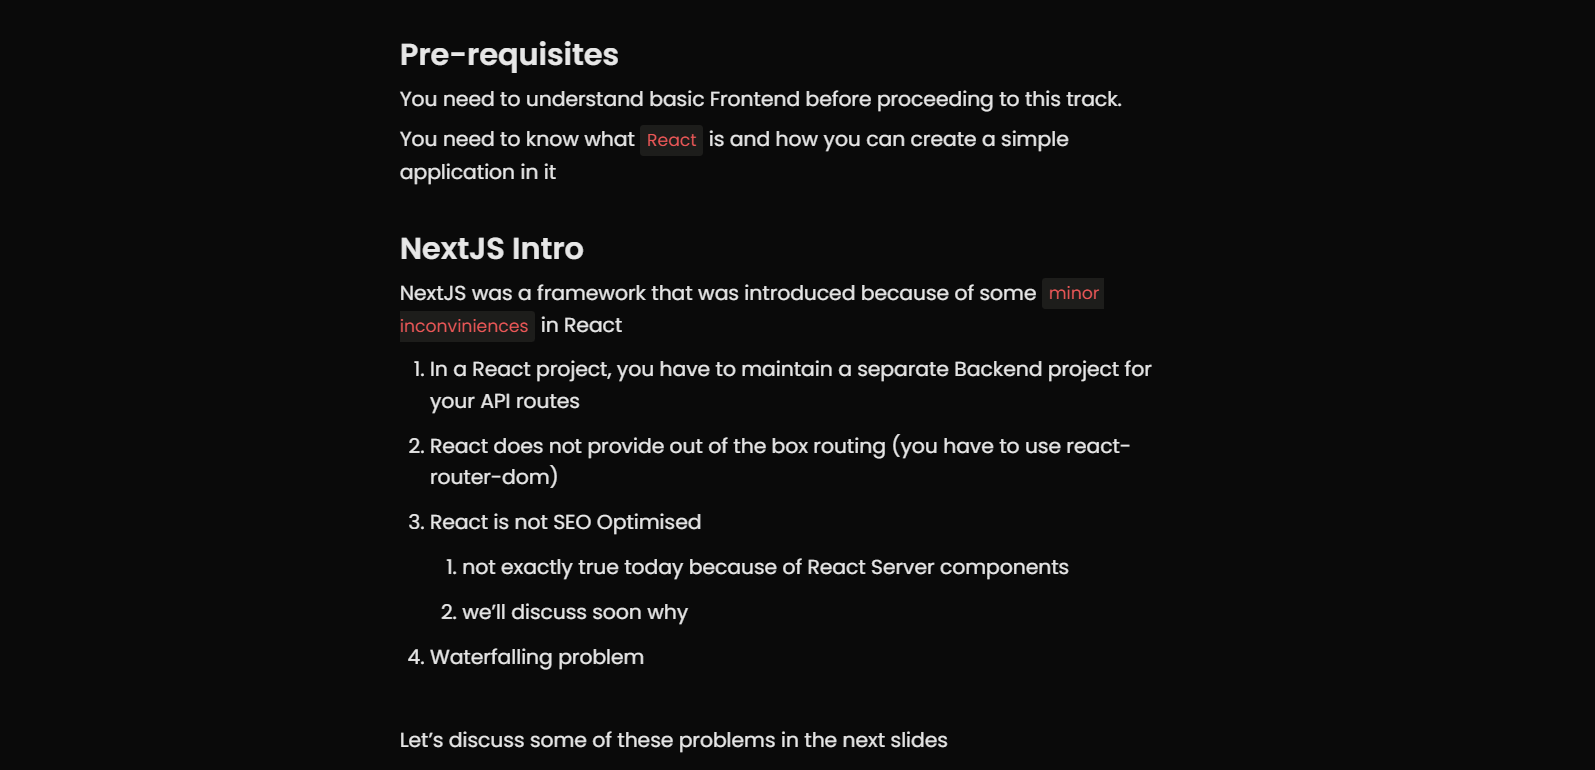 Pre-requisites
You need to understand basic Frontend before proceeding to this track.
You need to know what React is and how you can create a simple
application in it
NextJS Intro
NextJS was a framework that was introduced because of some minor
inconviniences in React
1. In a React project, you have to maintain a separate Backend project for
your API routes
2. React does not provide out of the box routing (you have to use react-
router-dom)
3. React is not SEO Optimised
1. not exactly true today because of React Server components
2. we’ll discuss soon why
4. Waterfalling problem
Let’s discuss some of these problems in the next slides